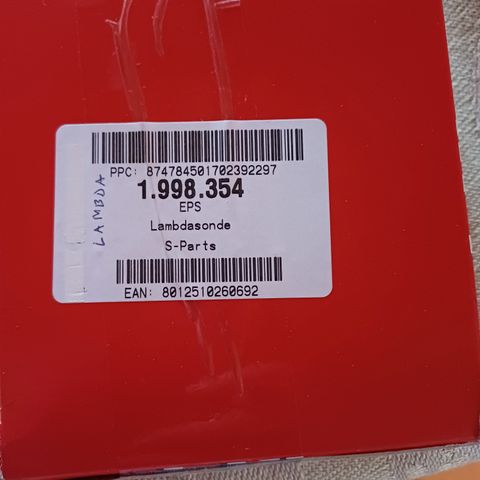 PPC: 874784501702392297
1.998.354
EPS
Lambdasonde
S-Parts
EAN: 8012510260692
LAMBDA